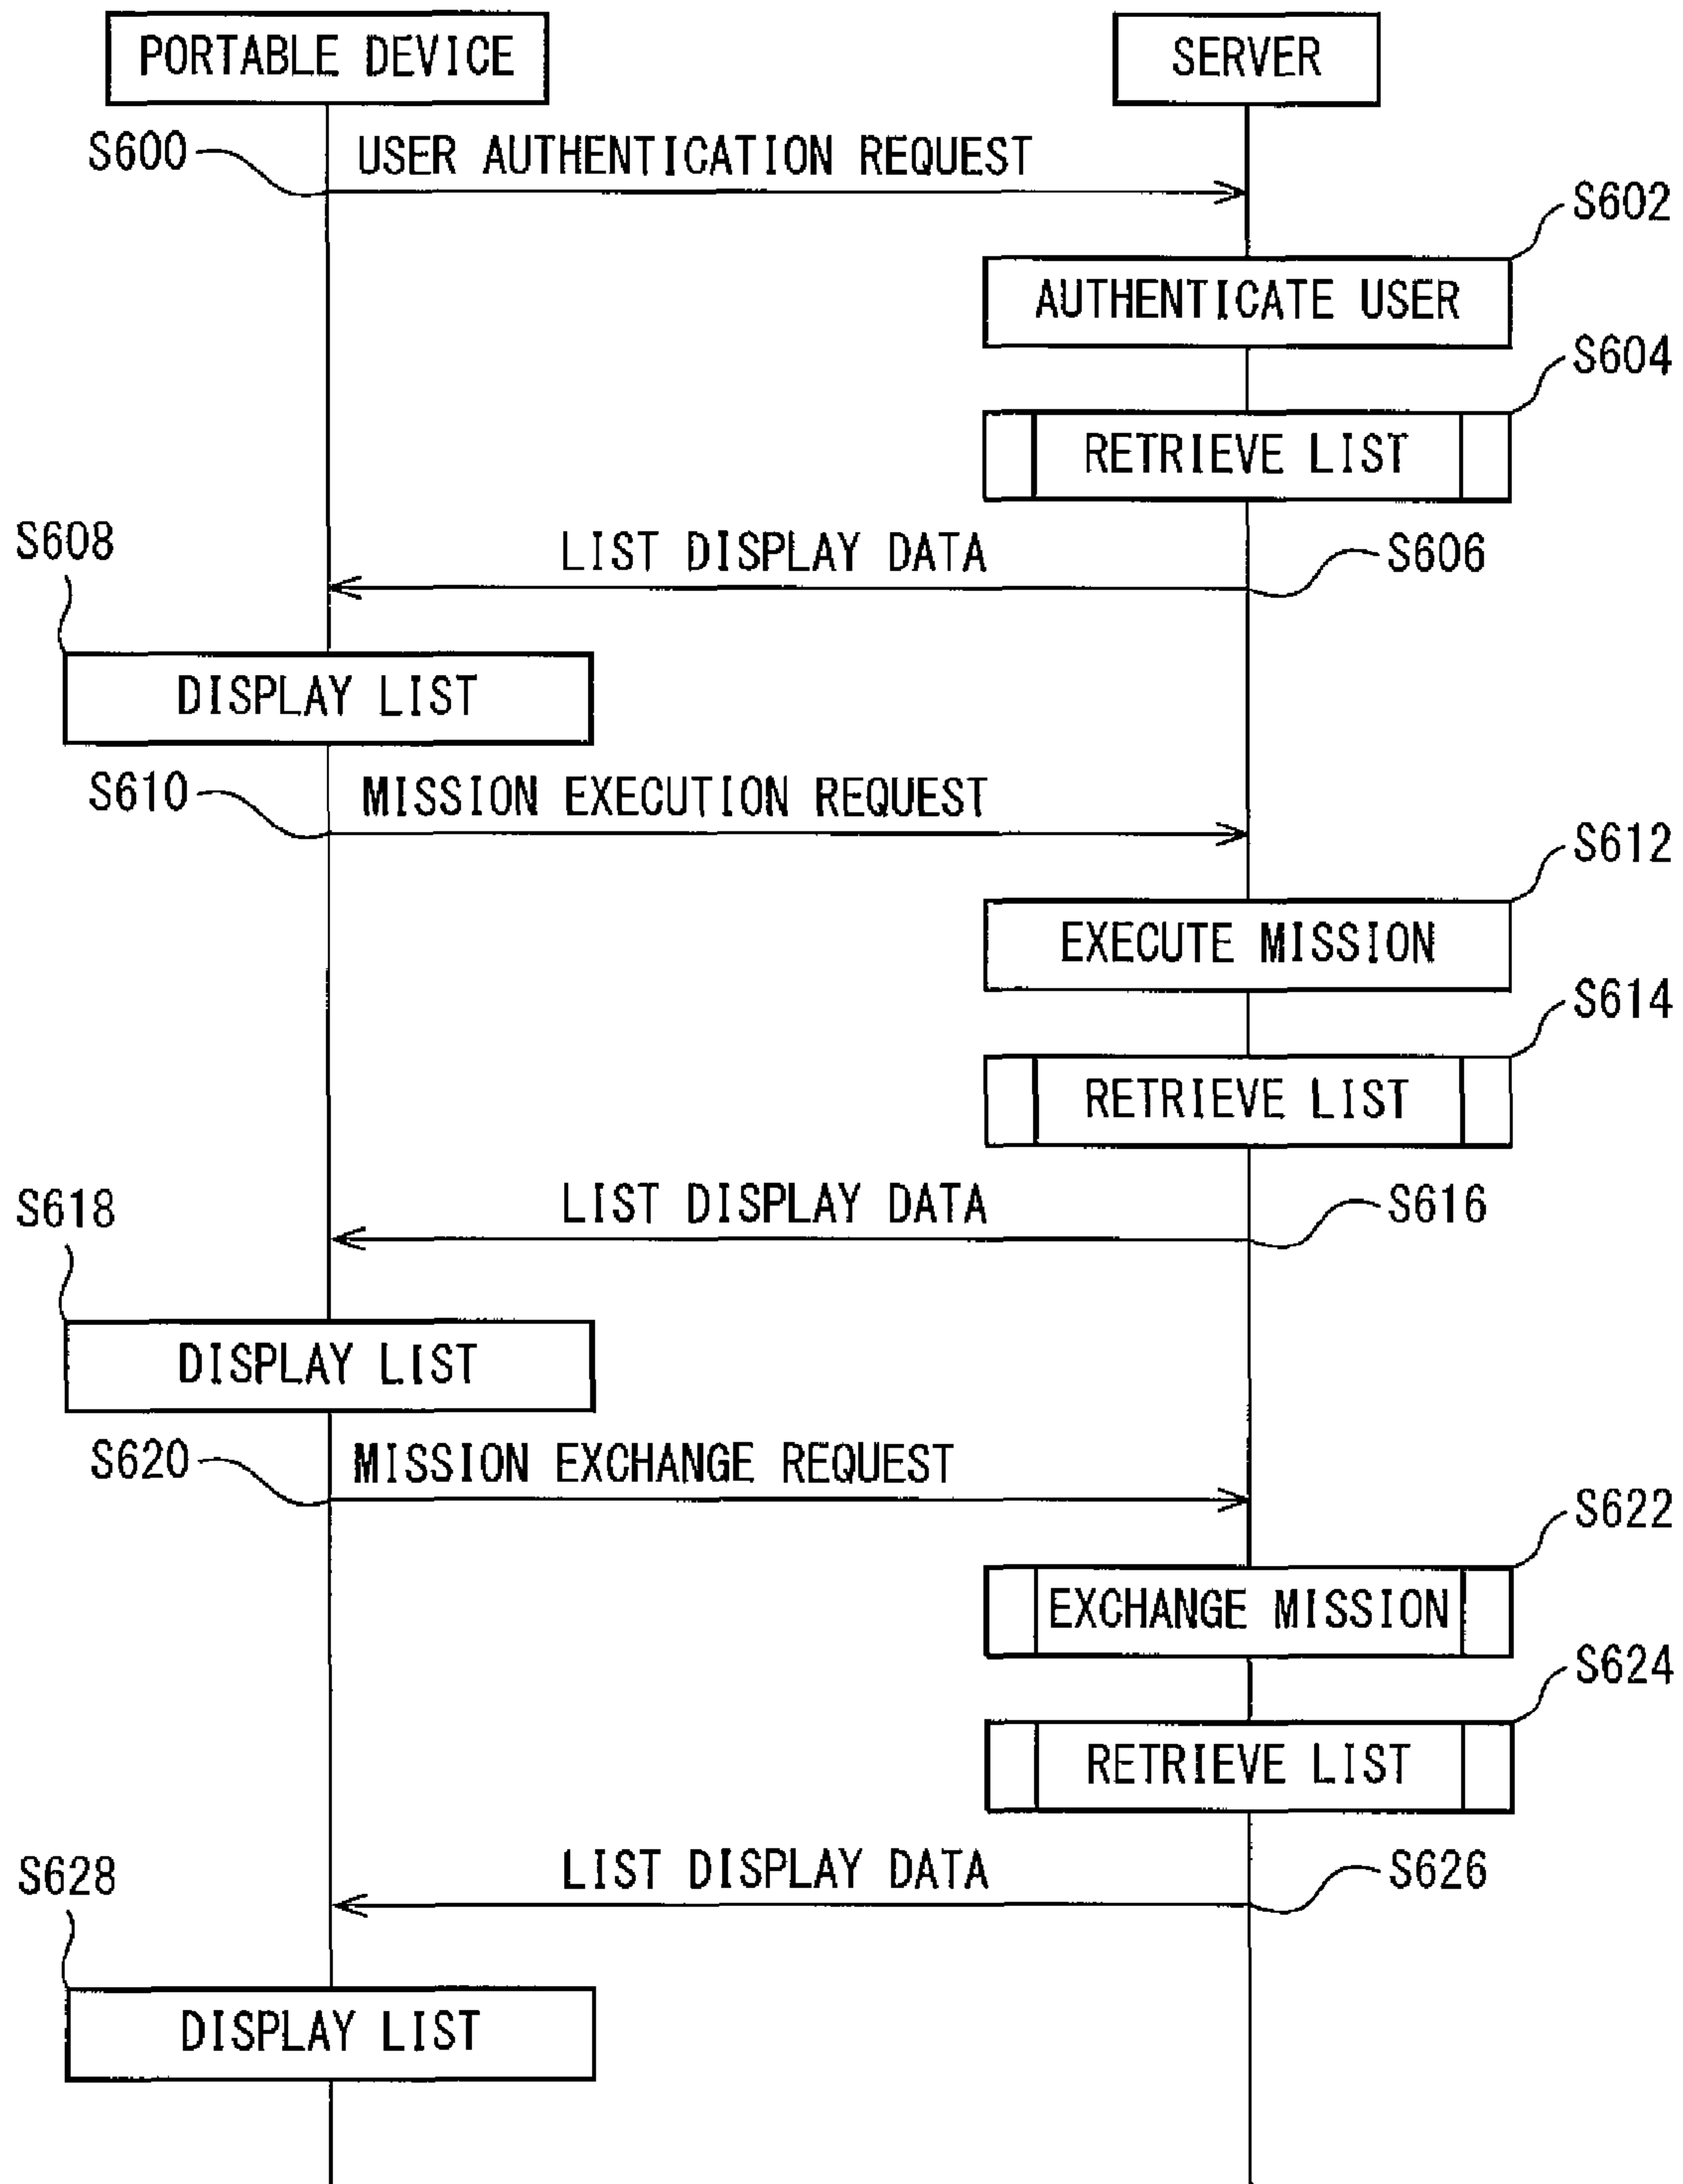 PORTABLE DEVICE
SERVER
S600
USER AUTHENTICATION REQUEST
S602
AUTHENTICATE USER
S604
RETRIEVE LIST
S608
LIST DISPLAY DATA
S606
DISPLAY LIST
S610
MISSION EXECUTION REQUEST
S612
EXECUTE MISSION
S614
RETRIEVE LIST
S618
LIST DISPLAY DATA
S616
DISPLAY LIST
S620
MISSION EXCHANGE REQUEST
S622
EXCHANGE MISSION
S624
RETRIEVE LIST
S628
LIST DISPLAY DATA
S626
DISPLAY LIST